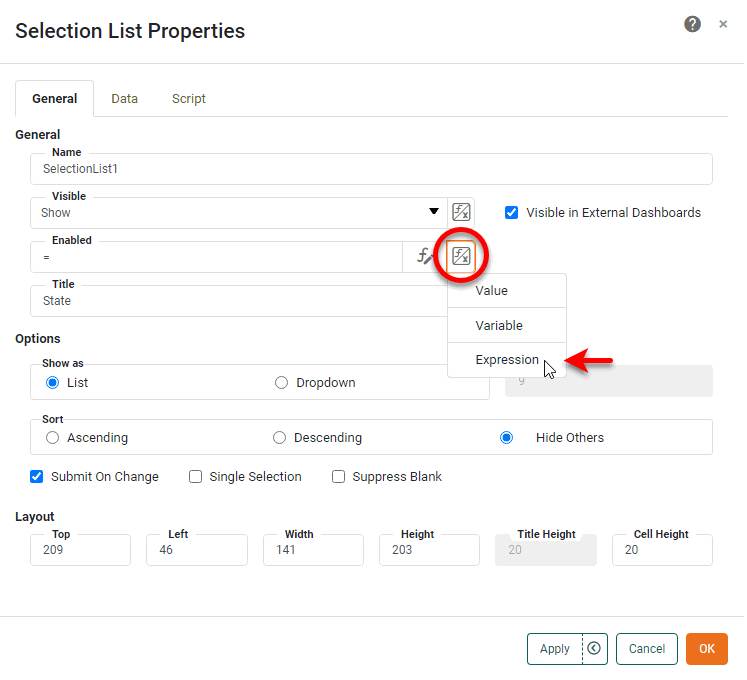 Selection List Properties
General Data Script
General
Name
SelectionList1
Visible
Show
Visible in External Dashboards
Enabled
=
Title
State
Value
Variable
Expression
Options
Show as
List Dropdown
9
Sort
Ascending Descending Hide Others
Submit On Change Single Selection Suppress Blank
Layout
Top Left Width Height Title Height Cell Height
209 46 141 203 20 20
Apply Cancel OK